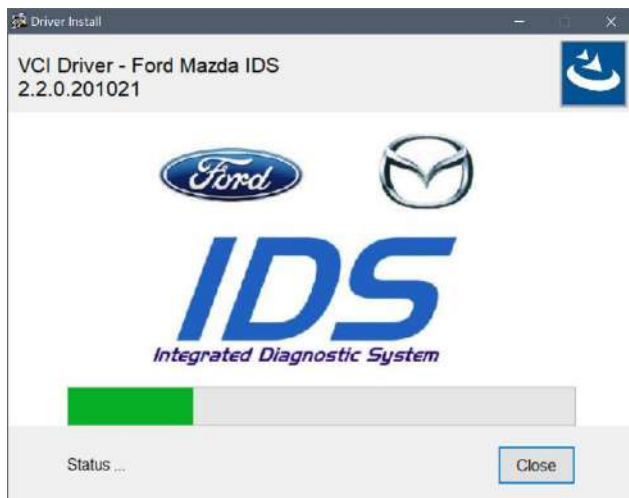 Driver Install
VCI Driver - Ford Mazda IDS
2.2.0.201021
Ford
IDS
Integrated Diagnostic System
Status ...
Close